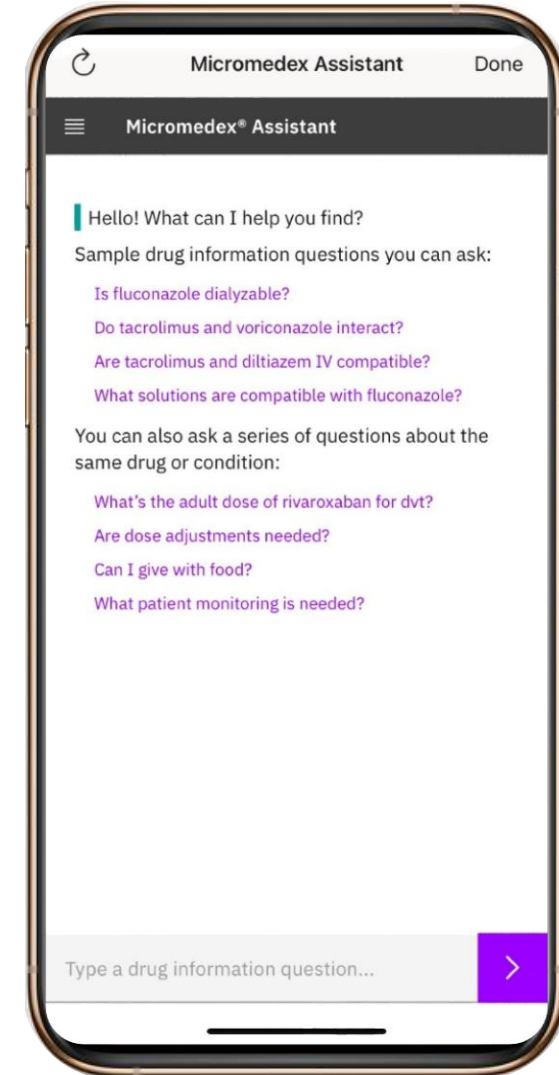 Micromedex Assistant
Done
Micromedex® Assistant
Hello! What can I help you find?
Sample drug information questions you can ask:
Is fluconazole dialyzable?
Do tacrolimus and voriconazole interact?
Are tacrolimus and diltiazem IV compatible?
What solutions are compatible with fluconazole?
You can also ask a series of questions about the
same drug or condition:
What's the adult dose of rivaroxaban for dvt?
Are dose adjustments needed?
Can I give with food?
What patient monitoring is needed?
Type a drug information question...